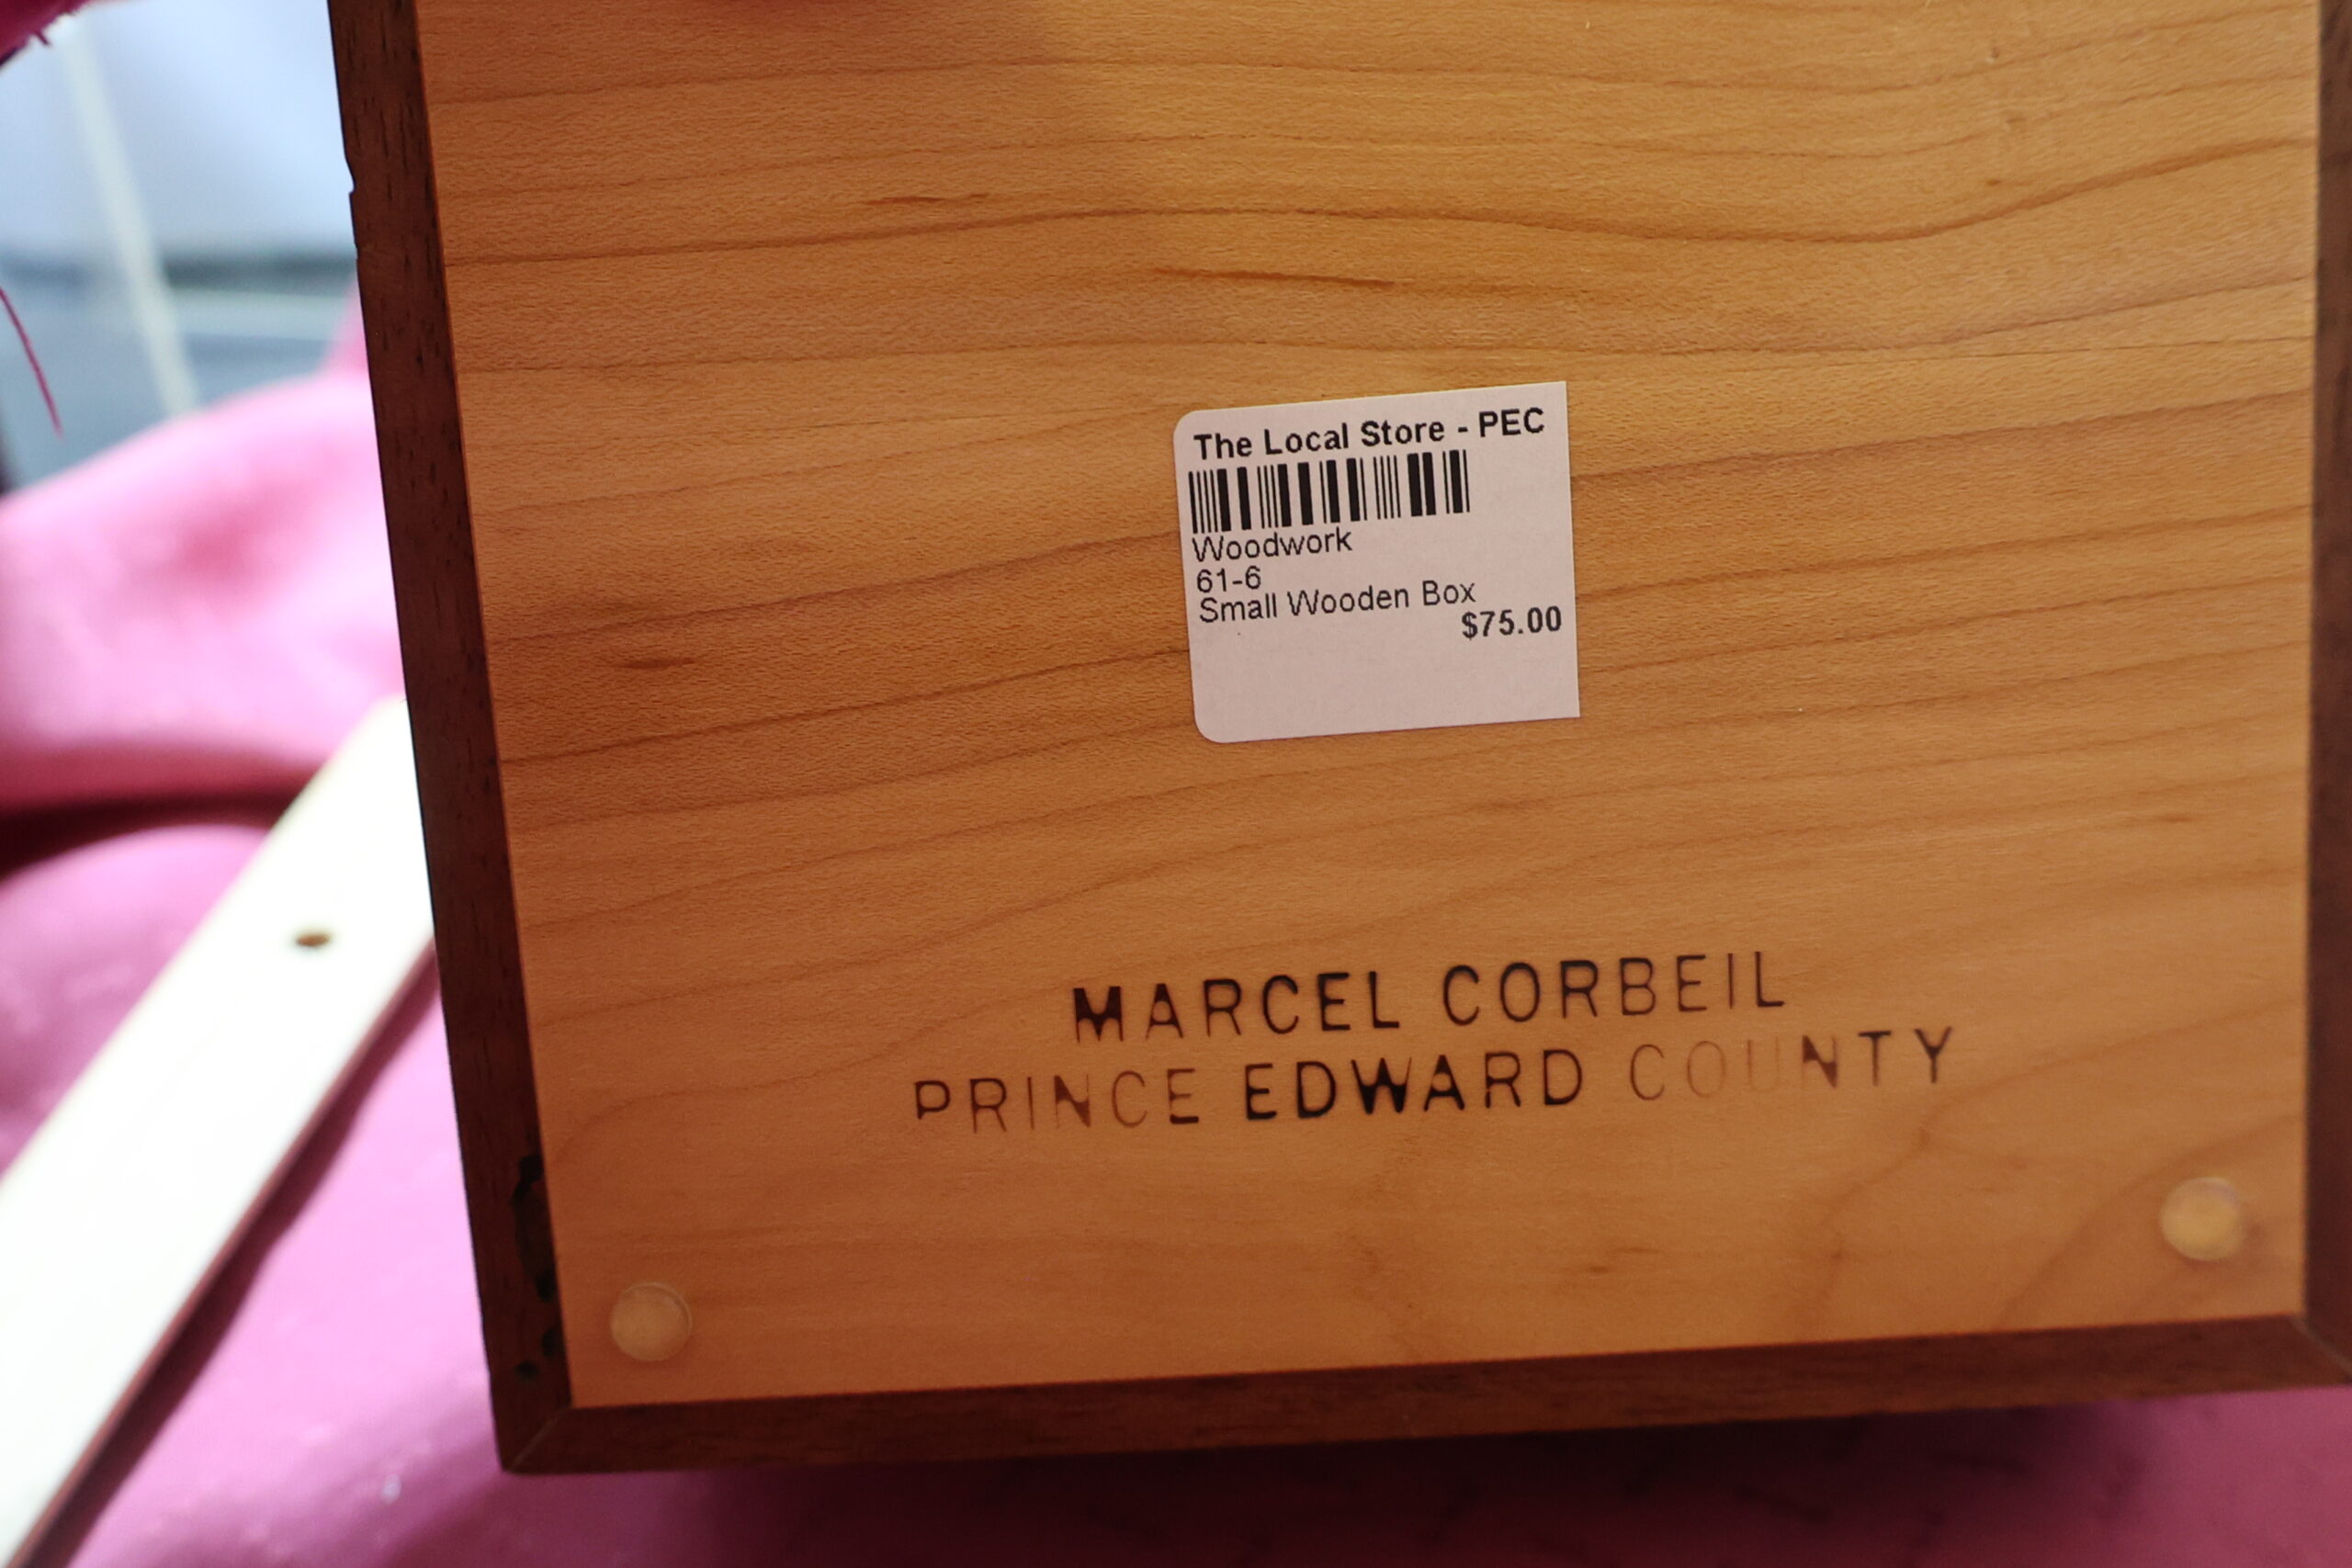 The Local Store - PEC
Woodwork
61-6
Small Wooden Box
$75.00
MARCEL CORBEIL
PRINCE EDWARD COUNTY